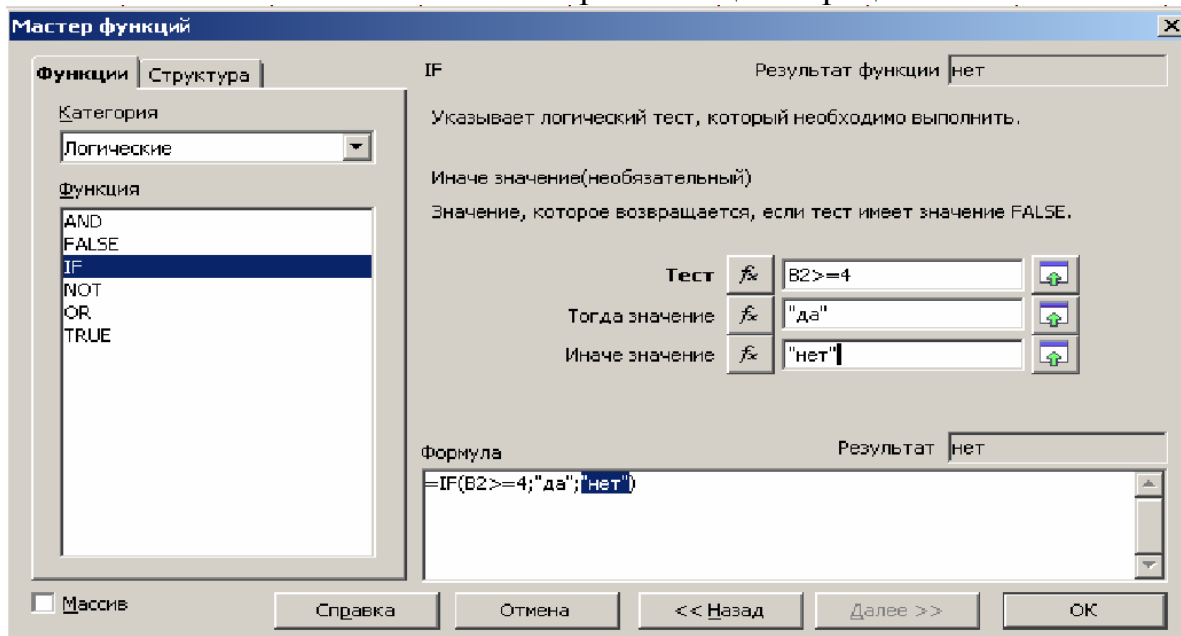 Мастер функций
Функции Структура
IF Результат функции нет
Категория
Логические
Указывает логический тест, который необходимо выполнить.
Функция
AND
FALSE
IF
NOT
OR
TRUE
Иначе значение(необязательный)
Значение, которое возвращается, если тест имеет значение FALSE.
Тест B2>=4
Тогда значение "да"
Иначе значение "нет"
Формула Результат нет
=IF(B2>=4;"да";"нет")
Массив Справка Отмена << Назад Далее >> ОК